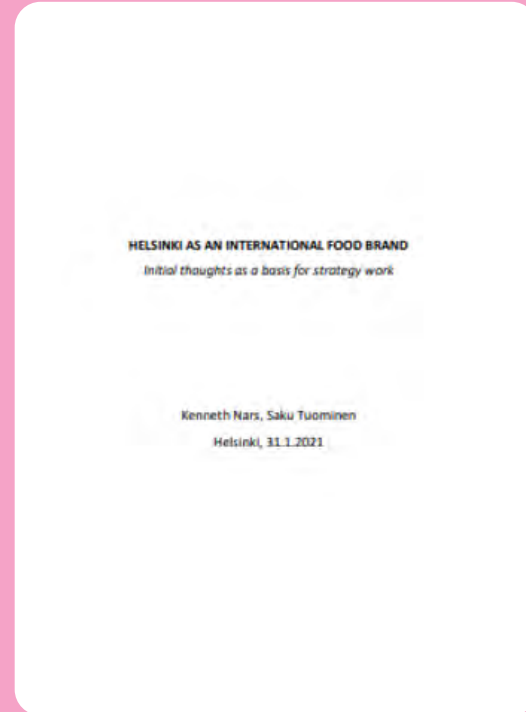 HELSINKI AS AN INTERNATIONAL FOOD BRAND
Initial thoughts as a basis for strategy work
Kenneth Nars, Saku Tuominen
Helsinki, 31.1.2021